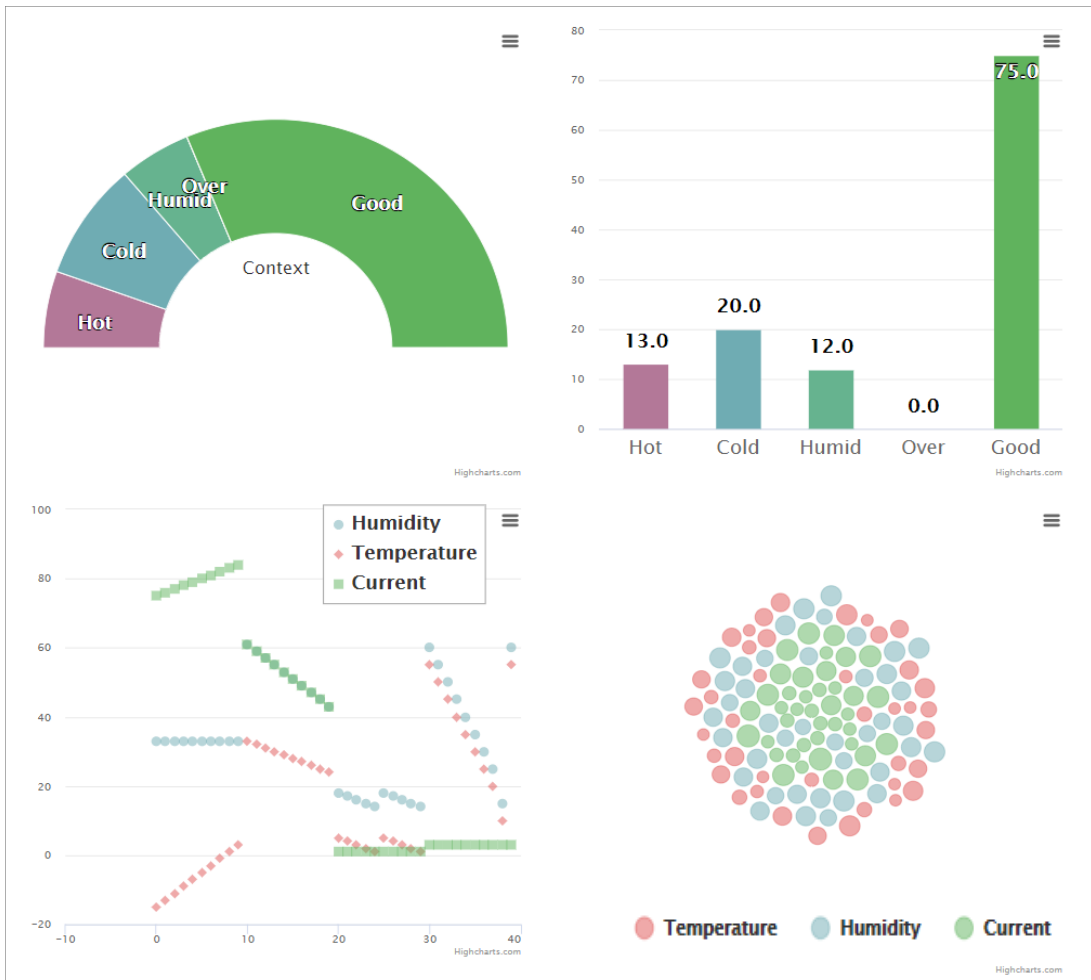 Over
Humid
Good
Cold
Context
Hot
Highcharts.com
80
70
60
50
40
30
20
10
0
75.0
20.0
13.0
12.0
0.0
Hot Cold Humid Over Good
Highcharts.com
100
80
60
40
20
0
-20
-10 0 10 20 30 40
Humidity
Temperature
Current
Highcharts.com
Temperature Humidity Current
Highcharts.com